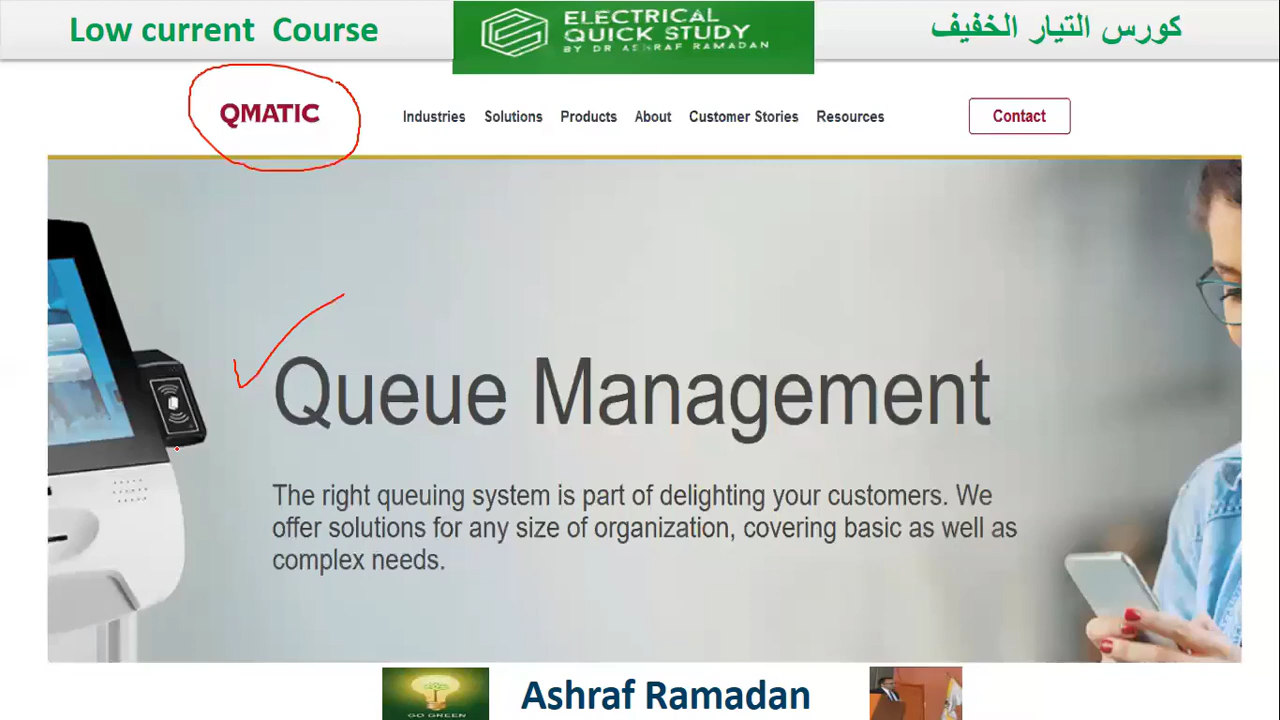 Low current Course
ELECTRICAL
QUICK STUDY
BY DR ASHRAF RAMADAN
كورس التيار الخفيف
QMATIC
Industries Solutions Products About Customer Stories Resources
Contact
Queue Management
The right queuing system is part of delighting your customers. We
offer solutions for any size of organization, covering basic as well as
complex needs.
GO GREEN
Ashraf Ramadan